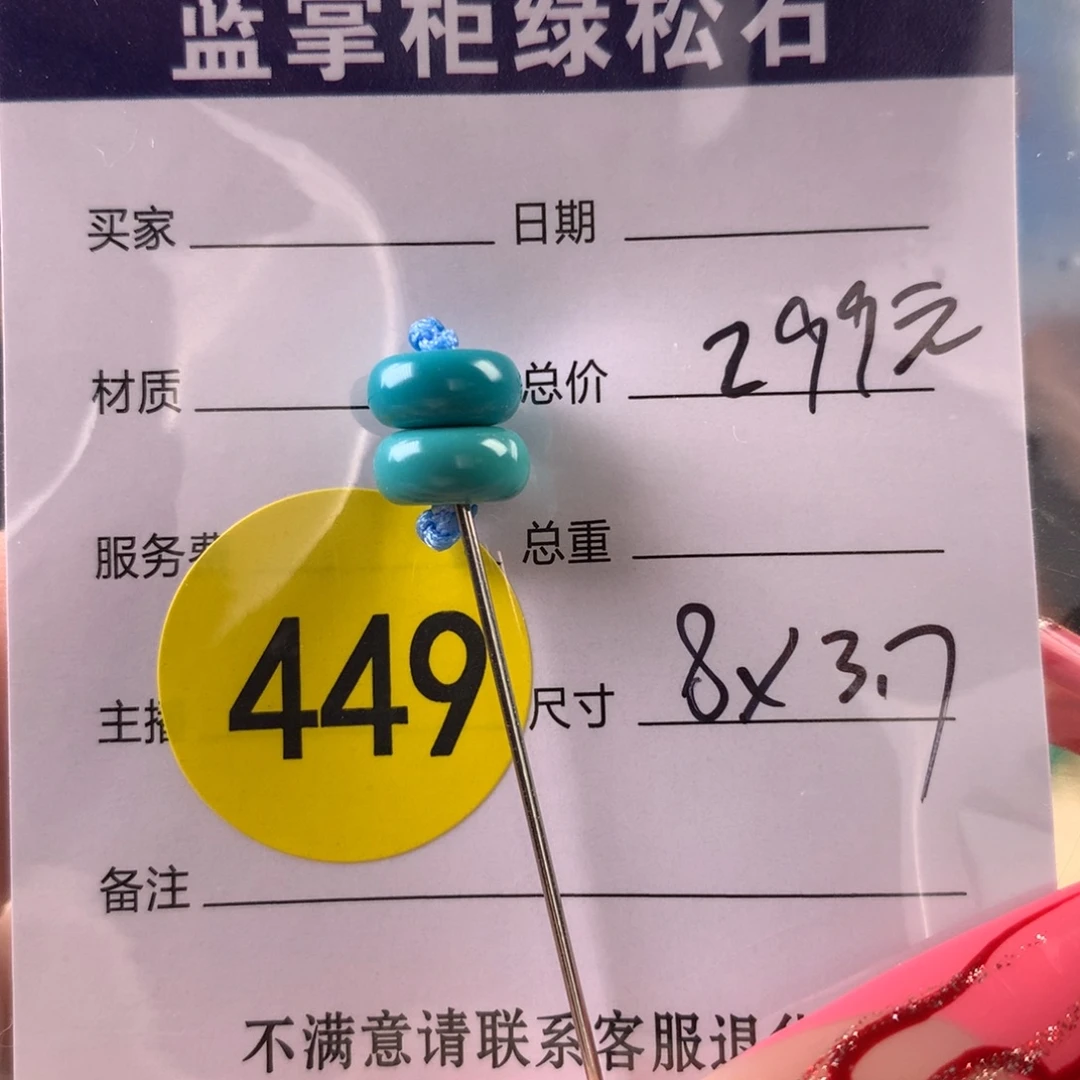 蓝掌柜绿松石
买家 日期
材质 总价 299元
服务费 总重
449
主播 尺寸 8x3.7
备注
不满意请联系客服退